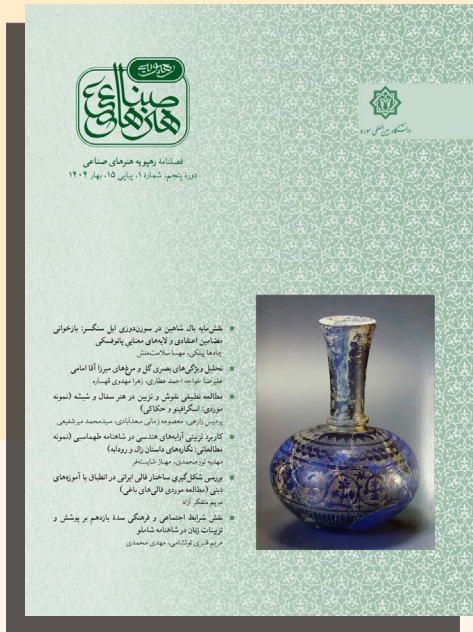 رهپویه
هنرهای صناعی
فصلنامهٔ رهپویه هنرهای صناعی
دورهٔ پنجم، شمارهٔ ۱، پیاپی ۱۵، بهار ۱۴۰۴
دانشگاه بین‌المللی سوره
نقش‌مایه بال شاهین در سوزن‌دوزی ایل سنگسر: بازخوانی
مضامین اعتقادی و لایه‌های معنایی پانوفسکی
مهسا سلامت‌منش
تحلیل ویژگی‌های بصری گل و مرغ‌های میرزا آقا امامی
علیرضا خواجه احمد عطاری، زهرا مهدوی قهساره
مطالعه تطبیقی نقوش و تزیین در هنر سفال و شیشه (نمونه
موردی: اسگرافیتو و حکاکی)
پردیس زارعی، معصومه زمانی سعدآبادی، سیدمحمد میرشفیعی
کاربرد تزیینی آرایه‌های هندسی در شاهنامه طهماسبی (نمونه
مطالعاتی: نگاره‌های داستان زال و رودابه)
مهدیه نورمحمدی، مهناز شایسته‌فر
بررسی شکل‌گیری ساختار قالی ایرانی در انطباق با آموزه‌های
دینی (مطالعه موردی قالی‌های باغی)
مریم متفکر آزاد
نقش شرایط اجتماعی و فرهنگی سدهٔ یازدهم بر پوشش و
تزیینات زنان در شاهنامه شاملو
مریم قنبری نوشامی، مهدی محمدی